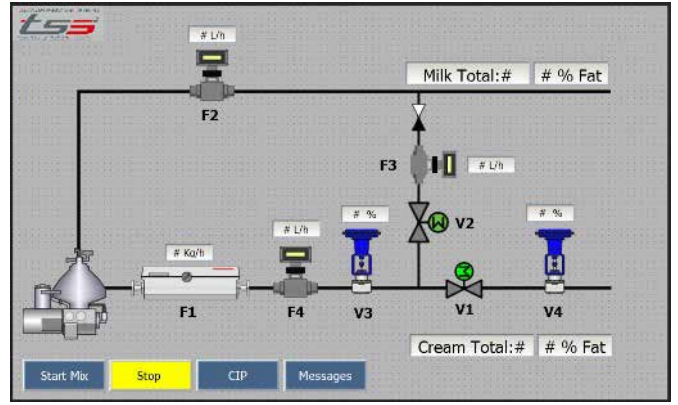 tss
# L/h
Milk Total:# # % Fat
F2
F3 # L/h
# % # %
# L/h V2
# Kg/h
F1 F4 V3 V1 V4
Cream Total:# # % Fat
Start Mix Stop CIP Messages